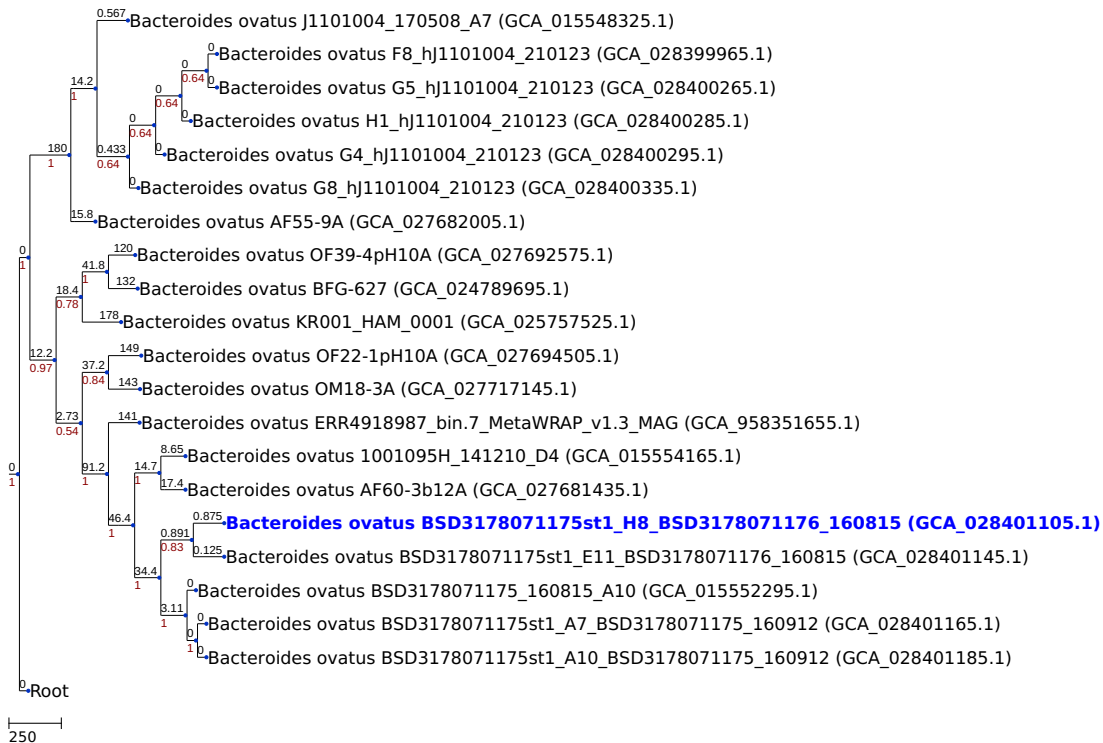 0.567
Bacteroides ovatus J1101004_170508_A7 (GCA_015548325.1)
0
Bacteroides ovatus F8_hJ1101004_210123 (GCA_028399965.1)
0
0.64
14.2
1
0
Bacteroides ovatus G5_hJ1101004_210123 (GCA_028400265.1)
0
0.64
0
Bacteroides ovatus H1_hJ1101004_210123 (GCA_028400285.1)
0
0.64
180
1
0.433
0.64
0
Bacteroides ovatus G4_hJ1101004_210123 (GCA_028400295.1)
0
Bacteroides ovatus G8_hJ1101004_210123 (GCA_028400335.1)
15.8
Bacteroides ovatus AF55-9A (GCA_027682005.1)
0
1
120
Bacteroides ovatus OF39-4pH10A (GCA_027692575.1)
41.8
1
132
Bacteroides ovatus BFG-627 (GCA_024789695.1)
18.4
0.78
178
Bacteroides ovatus KR001_HAM_0001 (GCA_025757525.1)
12.2
0.97
149
Bacteroides ovatus OF22-1pH10A (GCA_027694505.1)
37.2
0.84
143
Bacteroides ovatus OM18-3A (GCA_027717145.1)
2.73
0.54
141
Bacteroides ovatus ERR4918987_bin.7_MetaWRAP_v1.3_MAG (GCA_958351655.1)
8.65
Bacteroides ovatus 1001095H_141210_D4 (GCA_015554165.1)
0
1
91.2
1
14.7
1
17.4
Bacteroides ovatus AF60-3b12A (GCA_027681435.1)
46.4
1
0.875
Bacteroides ovatus BSD3178071175st1_H8_BSD3178071176_160815 (GCA_028401105.1)
0.891
0.83
0.125
Bacteroides ovatus BSD3178071175st1_E11_BSD3178071176_160815 (GCA_028401145.1)
34.4
1
0
Bacteroides ovatus BSD3178071175_160815_A10 (GCA_015552295.1)
3.11
1
0
Bacteroides ovatus BSD3178071175st1_A7_BSD3178071175_160912 (GCA_028401165.1)
0
1
0
Bacteroides ovatus BSD3178071175st1_A10_BSD3178071175_160912 (GCA_028401185.1)
0
Root
250